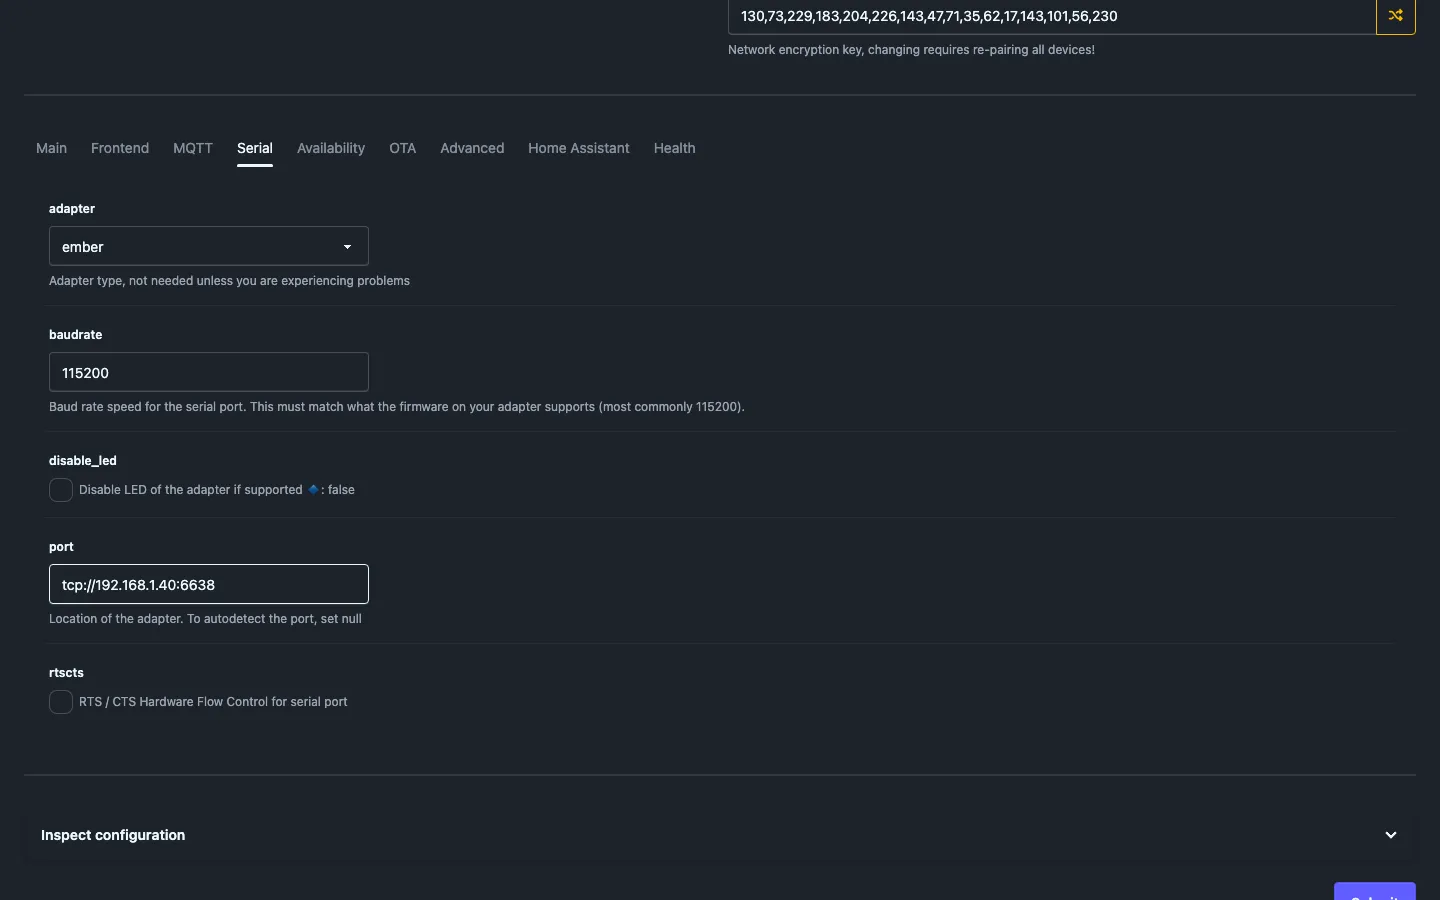 130,73,229,183,204,226,143,47,71,35,62,17,143,101,56,230
Network encryption key, changing requires re-pairing all devices!
Main Frontend MQTT Serial Availability OTA Advanced Home Assistant Health
adapter
ember
Adapter type, not needed unless you are experiencing problems
baudrate
115200
Baud rate speed for the serial port. This must match what the firmware on your adapter supports (most commonly 115200).
disable_led
Disable LED of the adapter if supported 🔹: false
port
tcp://192.168.1.40:6638
Location of the adapter. To autodetect the port, set null
rtscts
RTS / CTS Hardware Flow Control for serial port
Inspect configuration